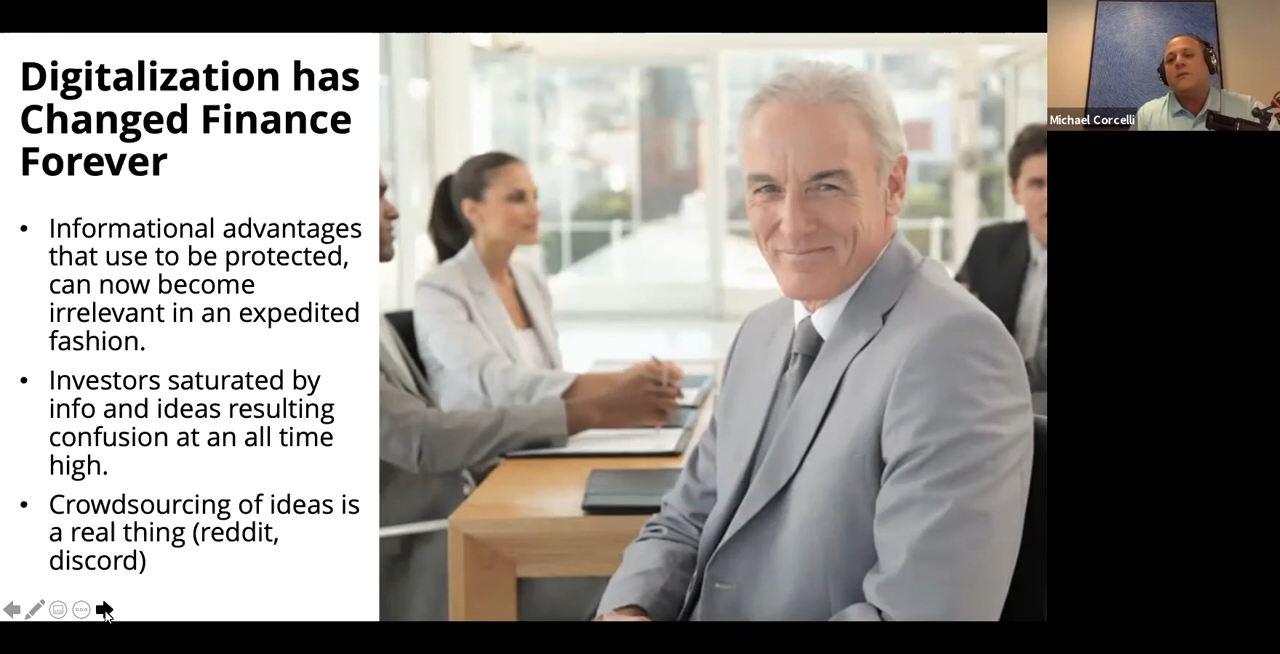 Digitalization has
Changed Finance
Forever
• Informational advantages
that use to be protected,
can now become
irrelevant in an expedited
fashion.
• Investors saturated by
info and ideas resulting
confusion at an all time
high.
• Crowdsourcing of ideas is
a real thing (reddit,
discord)
Michael Corcelli